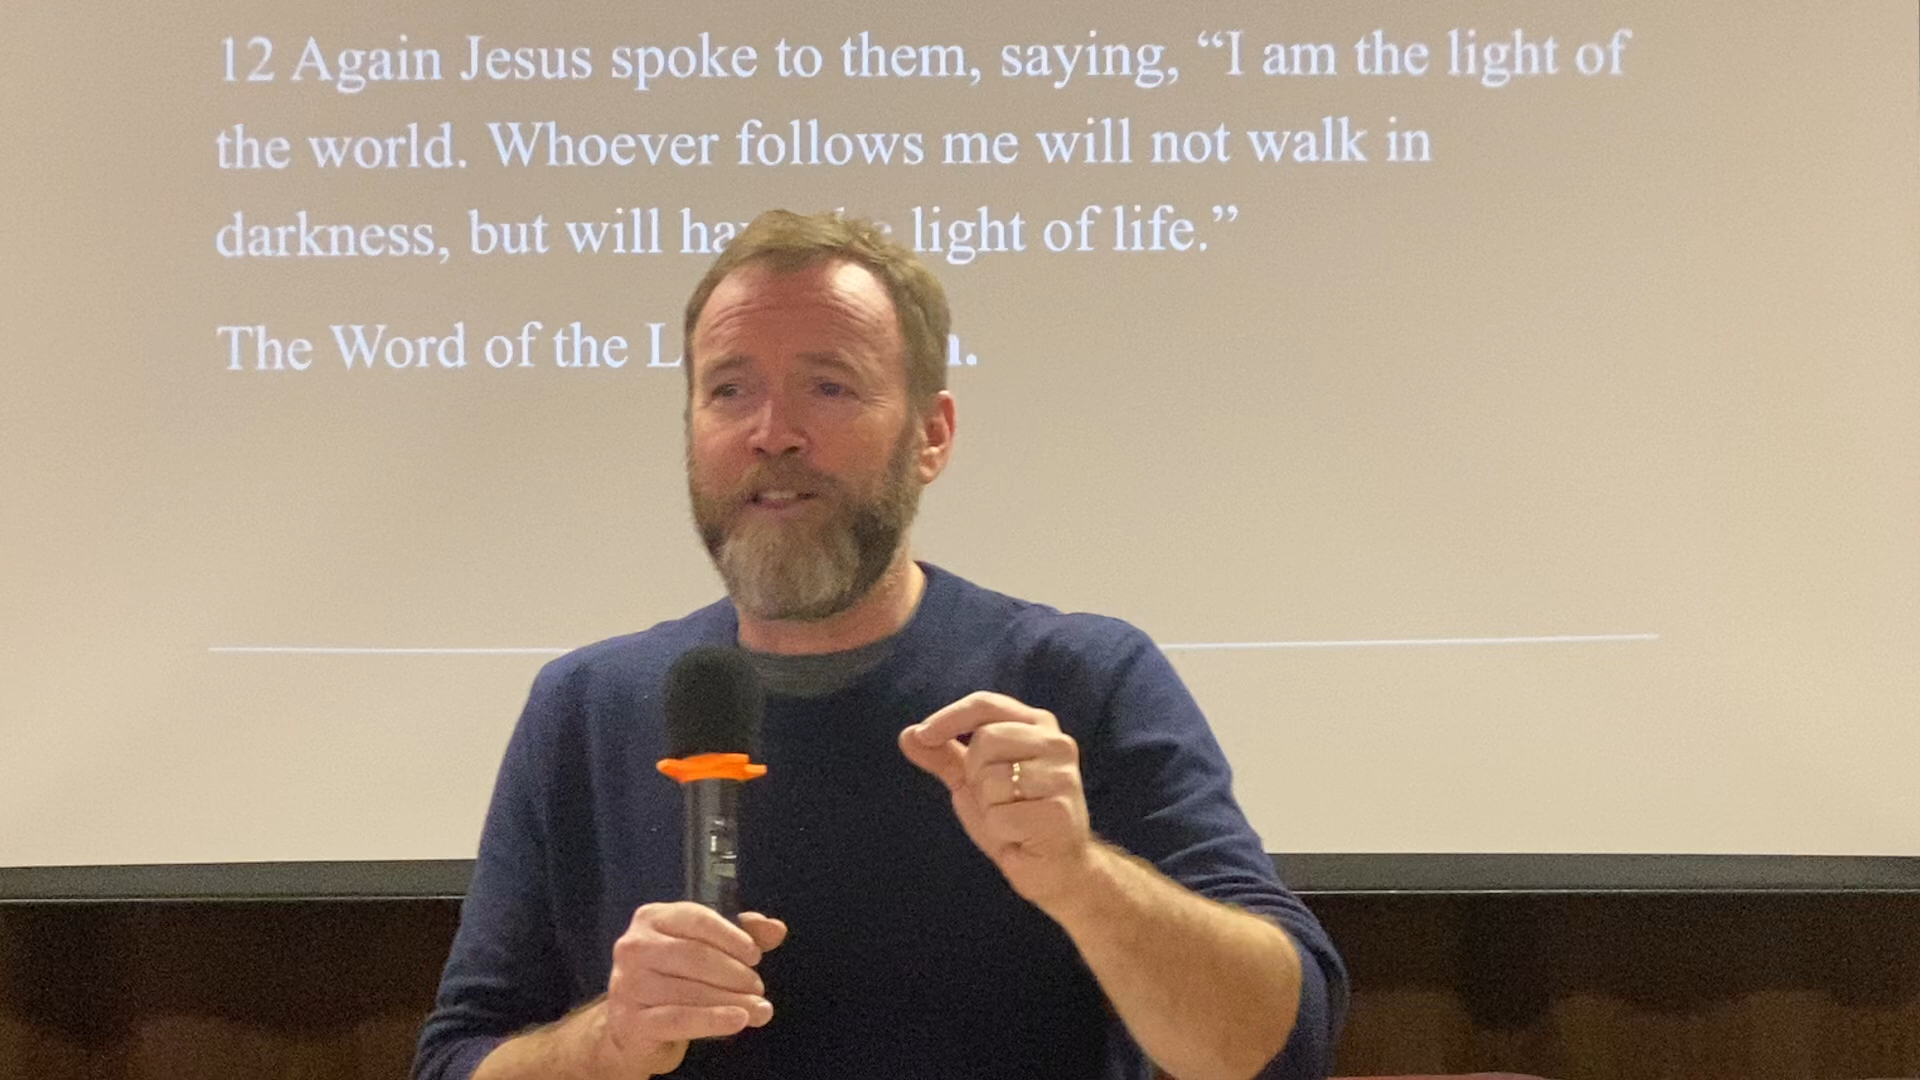 12 Again Jesus spoke to them, saying, “I am the light of
the world. Whoever follows me will not walk in
darkness, but will light of life.”
The Word of the